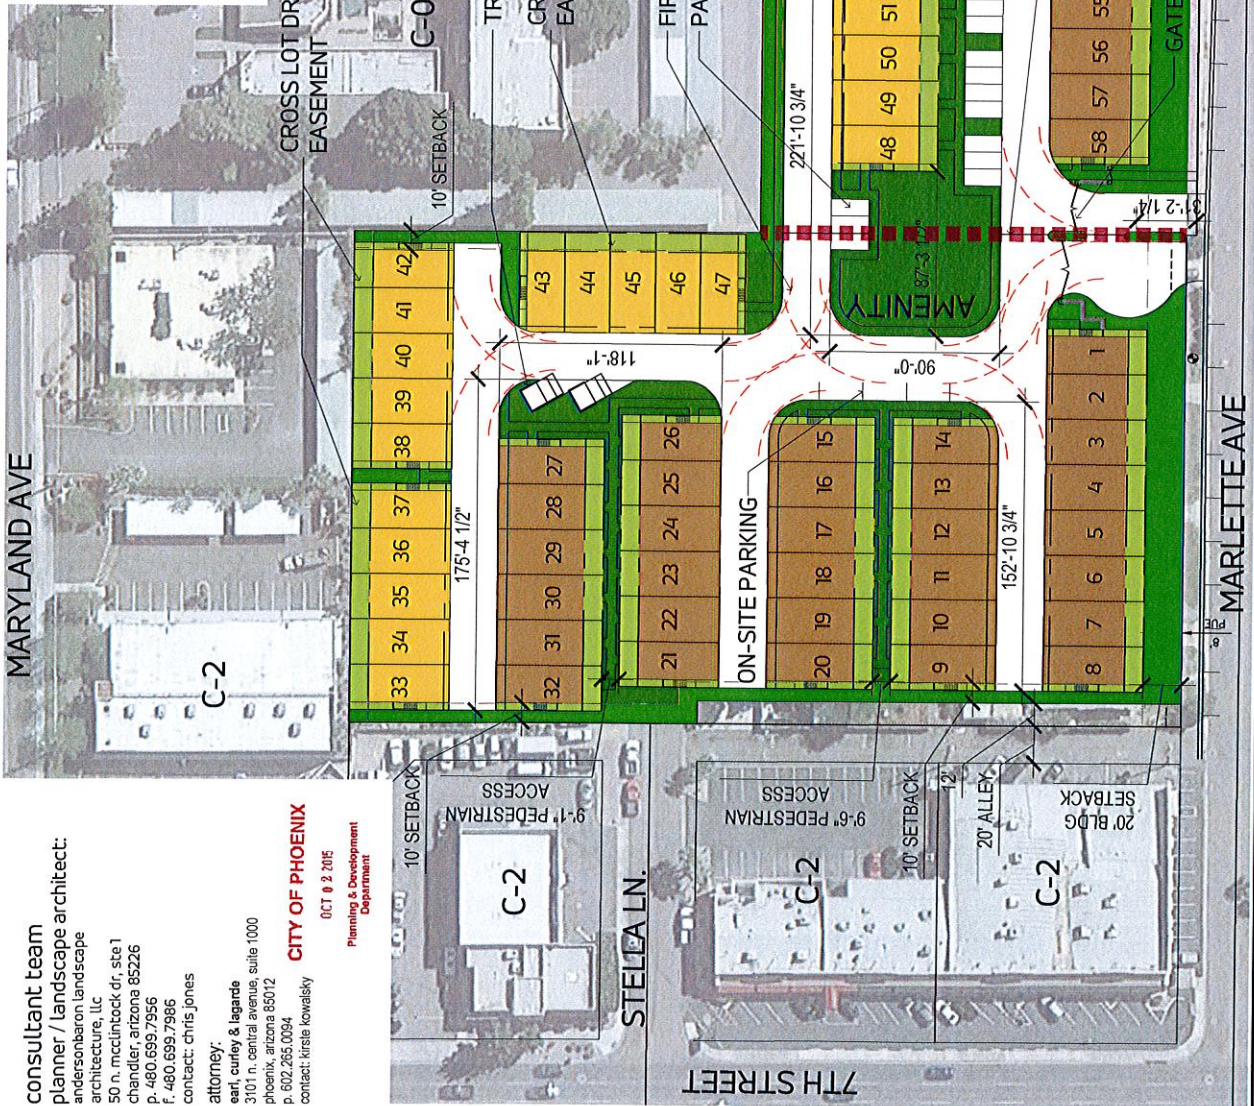 MARYLAND AVE
CROSS LOT DR
EASEMENT
C-O
TR
CR
EA
FIR
PA
10' SETBACK
C-2
42
41
40
39
38
37
36
35
34
33
175'-4 1/2"
43
44
45
46
47
118'-1"
27
28
29
30
31
32
26
25
24
23
22
21
ON-SITE PARKING
15
16
17
18
19
20
14
13
12
11
10
9
152'-10 3/4"
1
2
3
4
5
6
7
8
90'-0"
AMENITY
221'-10 3/4"
51
50
49
48
55
56
57
58
GATE
31'-2 1/4"
8'
PUE
MARLETTE AVE
10' SETBACK
9'-1" PEDESTRIAN
ACCESS
C-2
STELLA LN.
9'-6" PEDESTRIAN
ACCESS
C-2
10' SETBACK
12'
20' ALLEY
20' BLDG
SETBACK
C-2
7TH STREET
consultant team
planner / landscape architect:
andersonbaron landscape
architecture, llc
50 n. mcclintock dr, ste 1
chandler, arizona 85226
p. 480.699.7956
f. 480.699.7986
contact: chris jones
attorney:
earl, curley & lagarde
3101 n. central avenue, suite 1000
phoenix, arizona 85012
p. 602.265.0094
contact: kirste kowalsky
CITY OF PHOENIX
OCT 0 2 2015
Planning & Development
Department